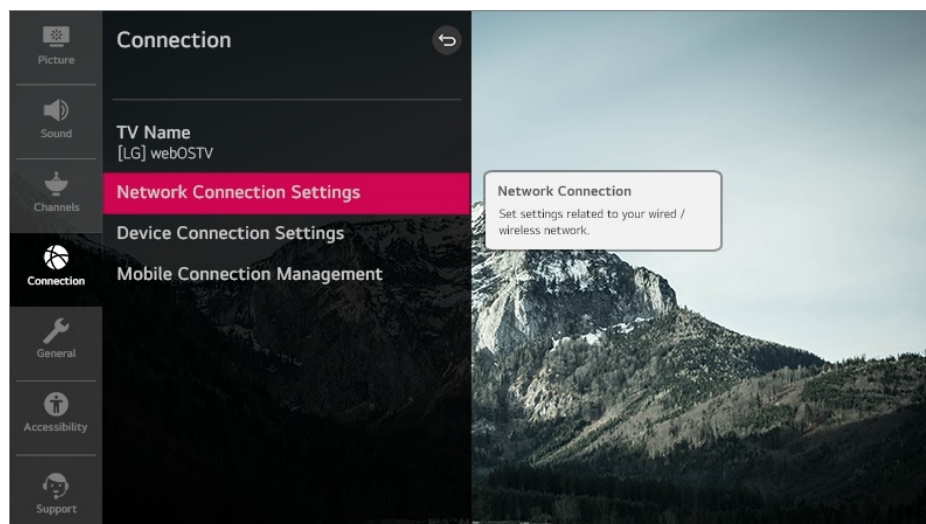 Picture
Sound
Channels
Connection
General
Accessibility
Support
Connection
TV Name
[LG] webOSTV
Network Connection Settings
Device Connection Settings
Mobile Connection Management
Network Connection
Set settings related to your wired /
wireless network.